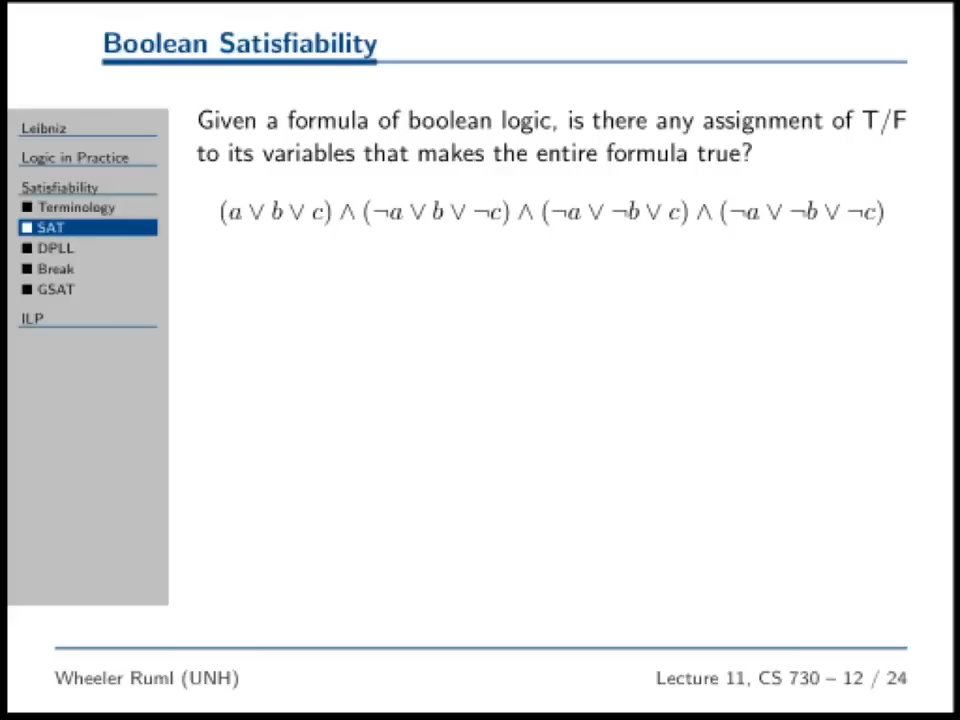 Boolean Satisfiability
Leibniz
Logic in Practice
Satisfiability
Terminology
SAT
DPLL
Break
GSAT
ILP
Given a formula of boolean logic, is there any assignment of T/F
to its variables that makes the entire formula true?
(a ∨ b ∨ c) ∧ (¬a ∨ b ∨ ¬c) ∧ (¬a ∨ ¬b ∨ c) ∧ (¬a ∨ ¬b ∨ ¬c)
Wheeler Ruml (UNH)
Lecture 11, CS 730 – 12 / 24